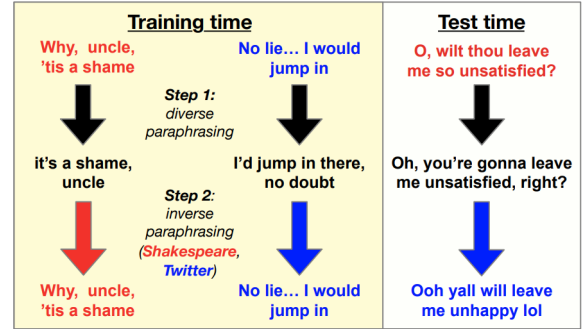 Training time
Test time
Why, uncle,
’tis a shame
No lie... I would
jump in
O, wilt thou leave
me so unsatisfied?
Step 1:
diverse
paraphrasing
it’s a shame,
uncle
I’d jump in there,
no doubt
Oh, you’re gonna leave
me unsatisfied, right?
Step 2:
inverse
paraphrasing
(Shakespeare,
Twitter)
Why, uncle,
’tis a shame
No lie... I would
jump in
Ooh yall will leave
me unhappy lol